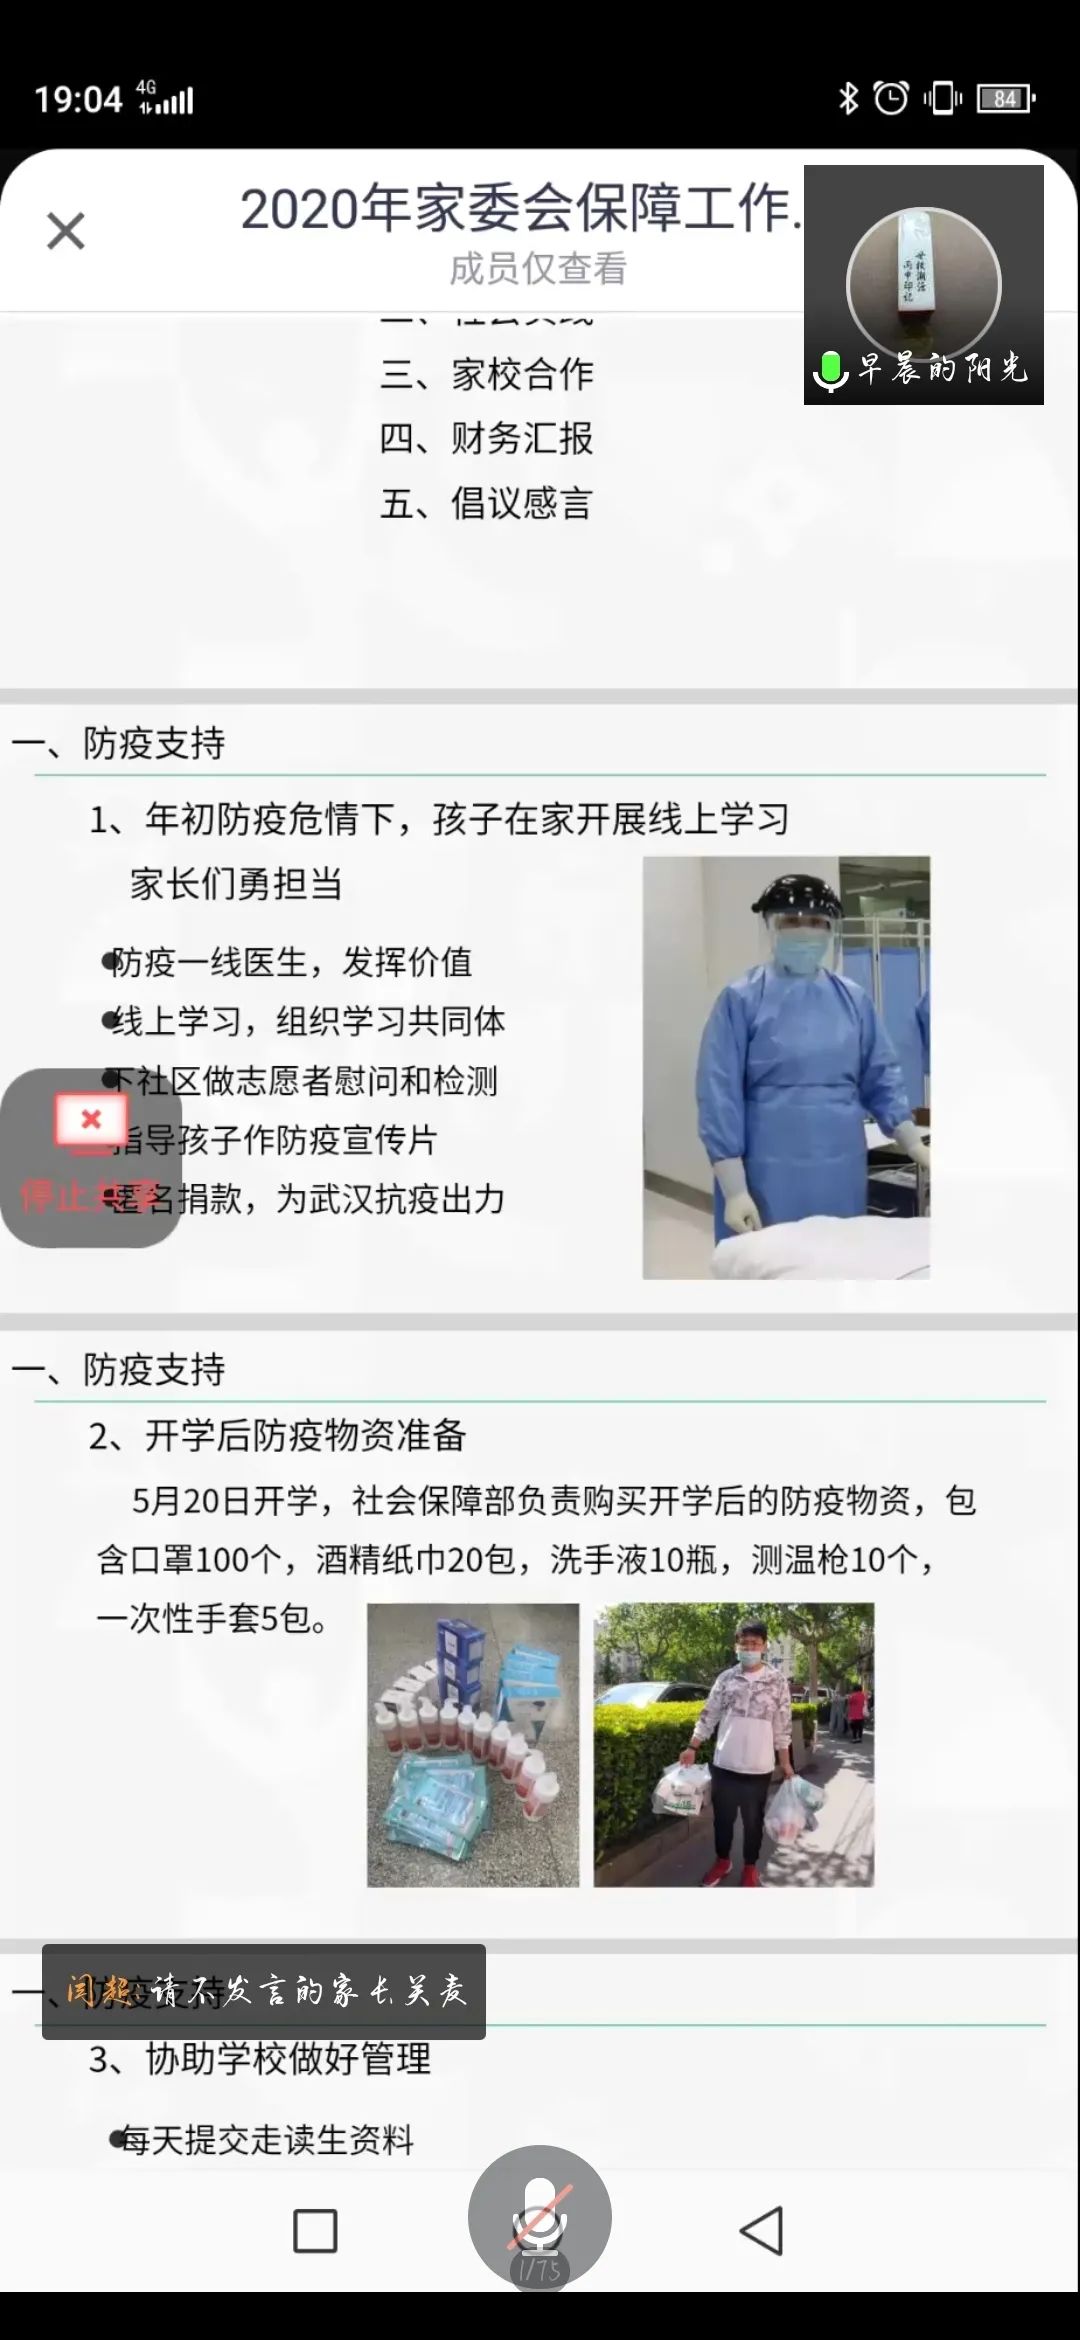 19:04
4G
84
2020年家委会保障工作.
成员仅查看
早晨的阳光
三、家校合作
四、财务汇报
五、倡议感言
一、防疫支持
1、年初防疫危情下，孩子在家开展线上学习
家长们勇担当
●防疫一线医生，发挥价值
●线上学习，组织学习共同体
●下社区做志愿者慰问和检测
指导孩子作防疫宣传片
匿名捐款，为武汉抗疫出力
停止共享
一、防疫支持
2、开学后防疫物资准备
5月20日开学，社会保障部负责购买开学后的防疫物资，包
含口罩100个，酒精纸巾20包，洗手液10瓶，测温枪10个，
一次性手套5包。
一、防疫支持
闫超:请不发言的家长关麦
3、协助学校做好管理
●每天提交走读生资料
1/75